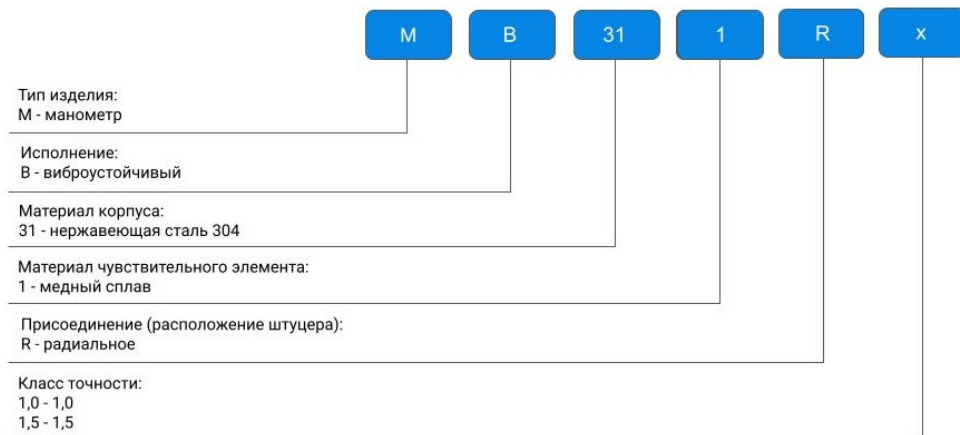 М
В
31
1
R
x
Тип изделия:
М - манометр
Исполнение:
В - виброустойчивый
Материал корпуса:
31 - нержавеющая сталь 304
Материал чувствительного элемента:
1 - медный сплав
Присоединение (расположение штуцера):
R - радиальное
Класс точности:
1,0 - 1,0
1,5 - 1,5